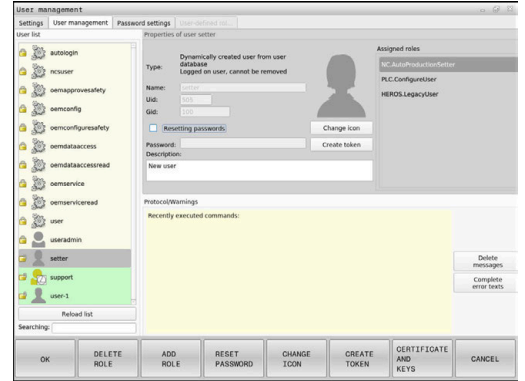 User management
Settings
User management
Password settings
User-defined rol...
User list
autologin
ncsuser
oemapprovesafety
oemconfig
oemconfiguresafety
oemdataaccess
oemdataaccessread
oemservice
oemserviceread
user
useradmin
setter
support
user-1
Reload list
Searching:
Properties of user setter
Type:
Dynamically created user from user
database
Logged on user, cannot be removed
Name:
setter
Uid:
505
Gid:
100
Resetting passwords
Password:
Description:
New user
Change icon
Create token
Assigned roles
NC.AutoProductionSetter
PLC.ConfigureUser
HEROS.LegacyUser
Protocol/Warnings
Recently executed commands:
Delete
messages
Complete
error texts
OK
DELETE
ROLE
ADD
ROLE
RESET
PASSWORD
CHANGE
ICON
CREATE
TOKEN
CERTIFICATE
AND
KEYS
CANCEL